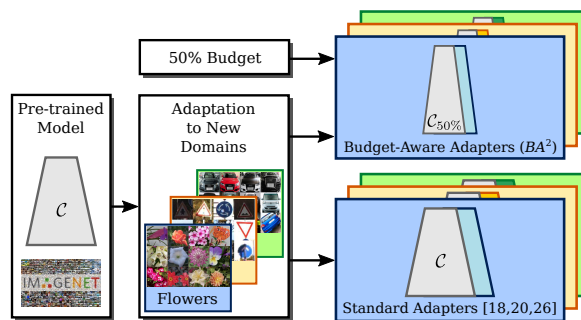 50% Budget
Pre-trained
Model
C
IMAGENET
Adaptation
to New
Domains
Flowers
C50%
Budget-Aware Adapters (BA²)
C
Standard Adapters [18,20,26]